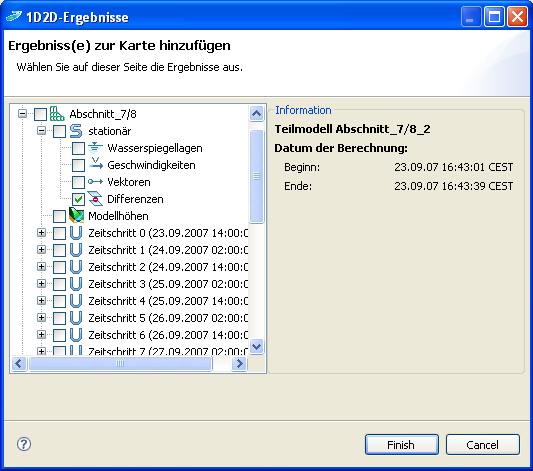 1D2D-Ergebnisse
Ergebniss(e) zur Karte hinzufügen
Wählen Sie auf dieser Seite die Ergebnisse aus.
Abschnitt_7/8
stationär
Wasserspiegellagen
Geschwindigkeiten
Vektoren
Differenzen
Modellhöhen
Zeitschritt 0 (23.09.2007 14:00:0
Zeitschritt 1 (24.09.2007 02:00:0
Zeitschritt 2 (24.09.2007 14:00:0
Zeitschritt 3 (25.09.2007 02:00:0
Zeitschritt 4 (25.09.2007 14:00:0
Zeitschritt 5 (26.09.2007 02:00:0
Zeitschritt 6 (26.09.2007 14:00:0
Zeitschritt 7 (27.09.2007 02:00:0
Information
Teilmodell Abschnitt_7/8_2
Datum der Berechnung:
Beginn: 23.09.07 16:43:01 CEST
Ende: 23.09.07 16:43:39 CEST
?
Finish
Cancel